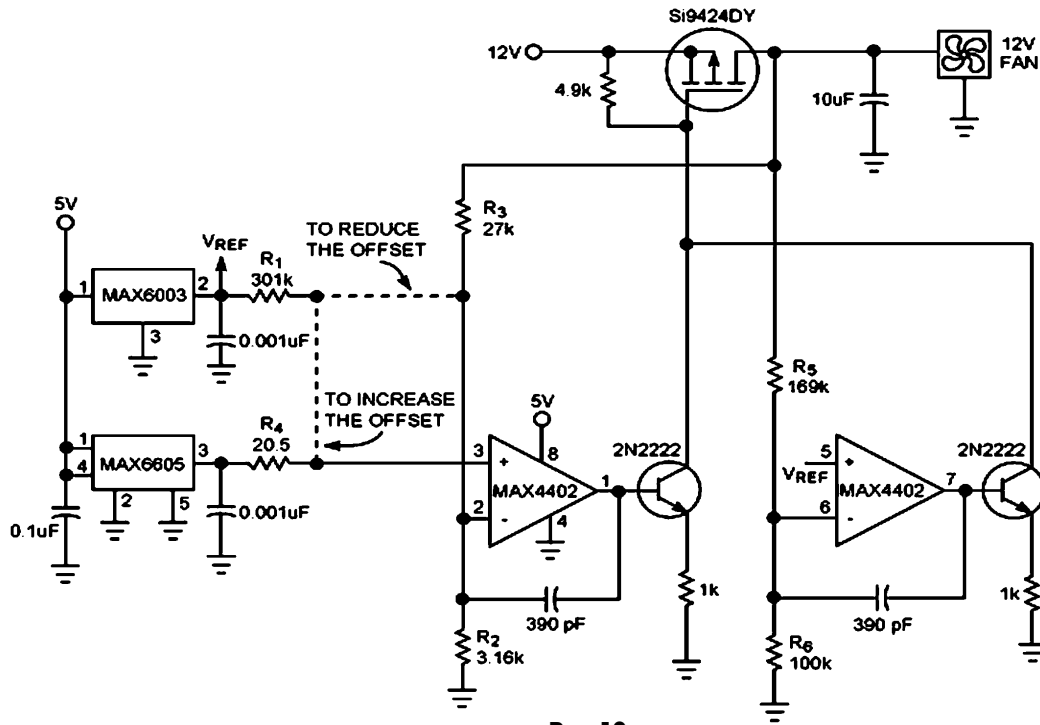 Si9424DY
12V
12V
FAN
4.9k
10uF
5V
VREF
R1
301k
TO REDUCE
THE OFFSET
R3
27k
1
MAX6003
2
3
0.001uF
TO INCREASE
THE OFFSET
R4
20.5
5V
R5
169k
1
4
MAX6605
3
2
5
0.001uF
0.1uF
3
+
8
MAX4402
1
2
-
4
2N2222
VREF
5
+
MAX4402
7
6
-
2N2222
390 pF
1k
390 pF
1k
R2
3.16k
R6
100k